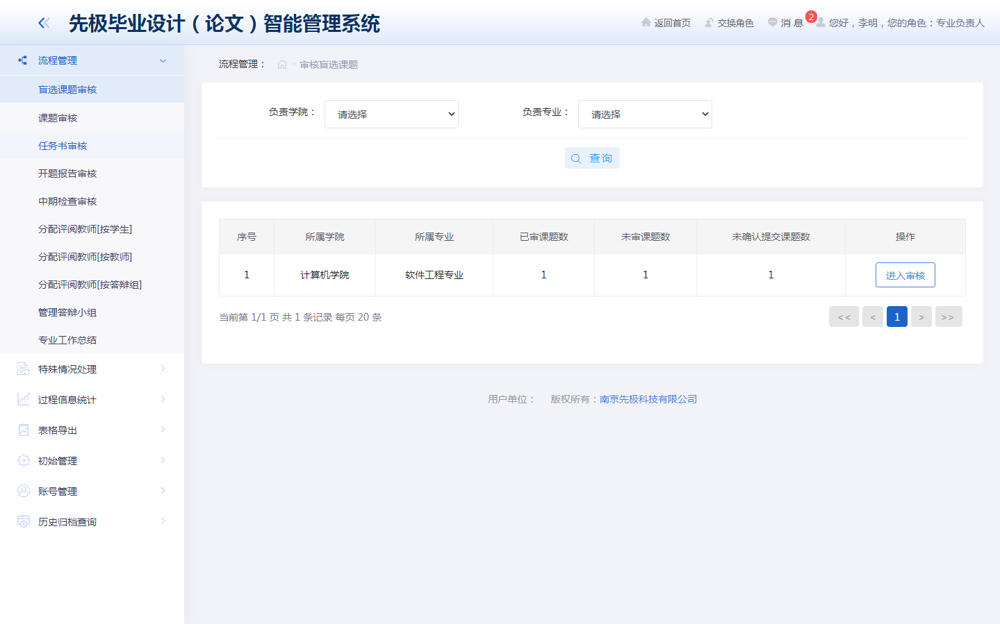 先极毕业设计（论文）智能管理系统
返回首页 交换角色 消 息 2 您好，李明，您的角色：专业负责人
流程管理
盲选课题审核
课题审核
任务书审核
开题报告审核
中期检查审核
分配评阅教师[按学生]
分配评阅教师[按教师]
分配评阅教师[按答辩组]
管理答辩小组
专业工作总结
特殊情况处理
过程信息统计
表格导出
初始管理
账号管理
历史归档查询
流程管理： 审核盲选课题
负责学院： 请选择 负责专业： 请选择
查询
序号 所属学院 所属专业 已审课题数 未审课题数 未确认提交课题数 操作
1 计算机学院 软件工程专业 1 1 1 进入审核
当前第 1/1 页 共 1 条记录 每页 20 条 << < 1 > >>
用户单位： 版权所有：南京先极科技有限公司